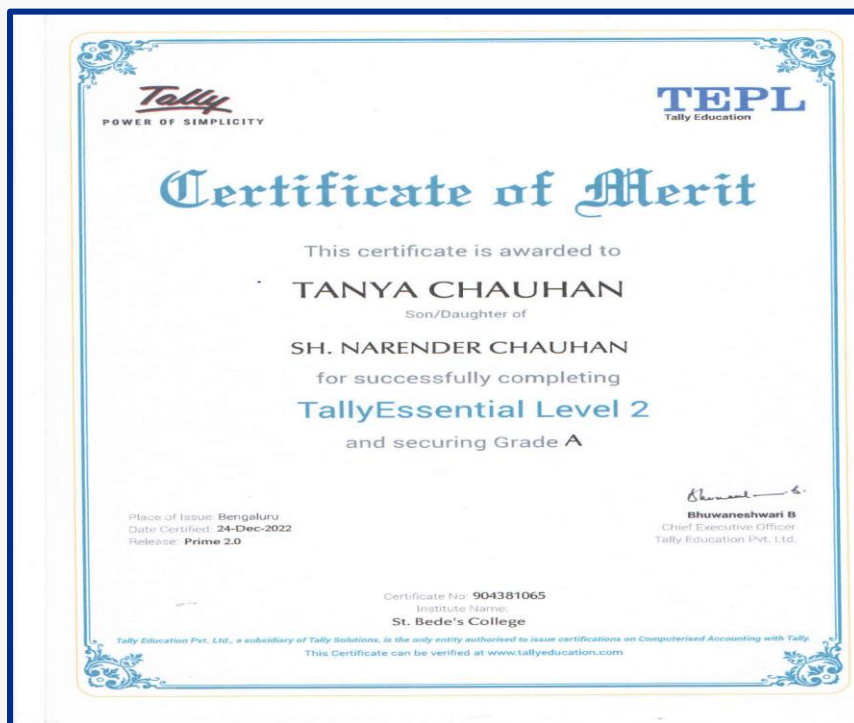 Tally
POWER OF SIMPLICITY
TEPL
Tally Education
Certificate of Merit
This certificate is awarded to
TANYA CHAUHAN
Son/Daughter of
SH. NARENDER CHAUHAN
for successfully completing
TallyEssential Level 2
and securing Grade A
Place of Issue: Bengaluru
Date Certified: 24-Dec-2022
Release: Prime 2.0
Bhuwaneshwari B
Chief Executive Officer
Tally Education Pvt. Ltd.
Certificate No: 904381065
Institute Name:
St. Bede's College
Tally Education Pvt. Ltd., a subsidiary of Tally Solutions, is the only entity authorised to issue certifications on Computerised Accounting with Tally.
This Certificate can be verified at www.tallyeducation.com